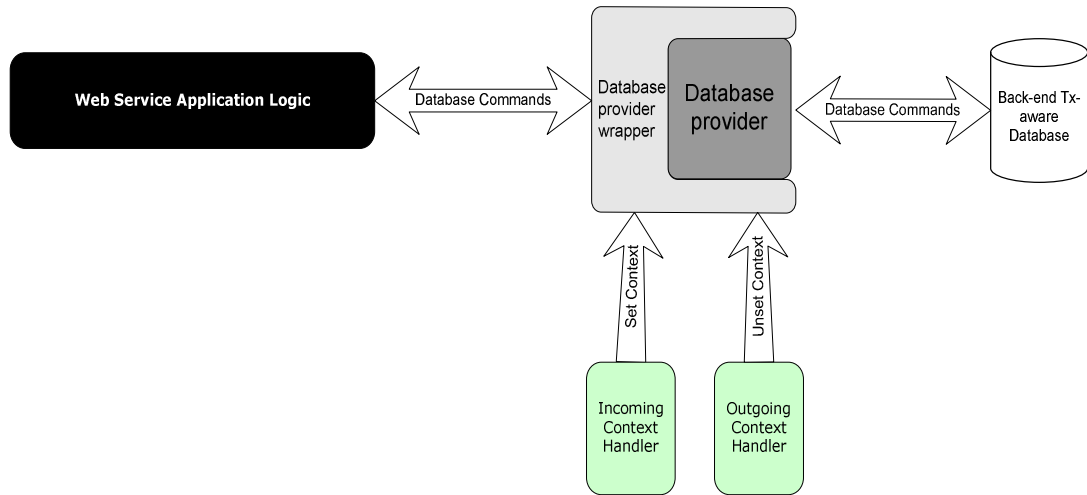 Web Service Application Logic
Database Commands
Database
provider
wrapper
Database
provider
Database Commands
Back-end Tx-
aware
Database
Set Context
Unset Context
Incoming
Context
Handler
Outgoing
Context
Handler